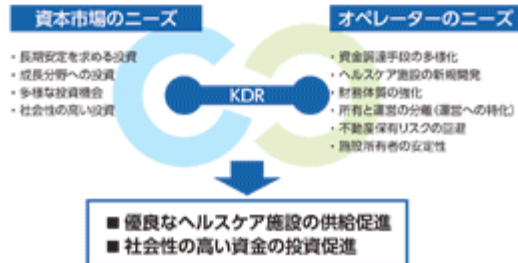 資本市場のニーズ
・長期安定を求める投資
・成長分野への投資
・多様な投資機会
・社会性の高い投資
KDR
オペレーターのニーズ
・資金調達手段の多様化
・ヘルスケア施設の新規開発
・財務体質の強化
・所有と運営の分離(運営への特化)
・不動産保有リスクの回避
・施設所有者の安定性
■ 優良なヘルスケア施設の供給促進
■ 社会性の高い資金の投資促進